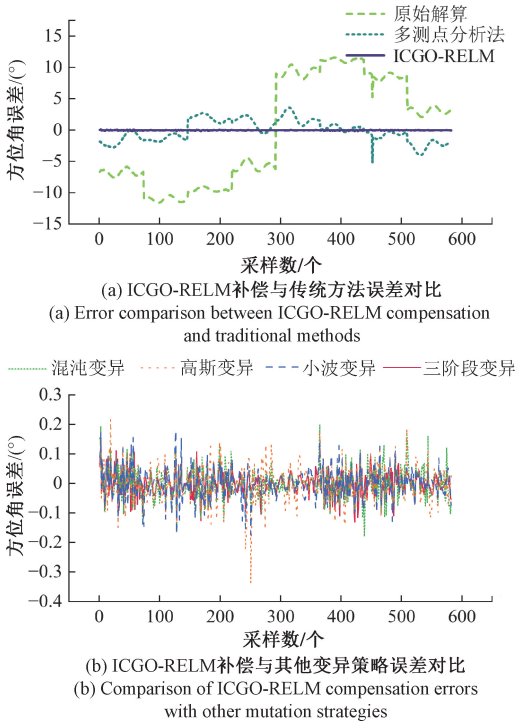 原始解算
多测点分析法
ICGO-RELM
方位角误差/(°)
15
10
5
0
−5
−10
−15
0 100 200 300 400 500 600
采样数/个
(a) ICGO-RELM补偿与传统方法误差对比
(a) Error comparison between ICGO-RELM compensation
and traditional methods
混沌变异 高斯变异 小波变异 三阶段变异
方位角误差/(°)
0.3
0.2
0.1
0
−0.1
−0.2
−0.3
−0.4
0 100 200 300 400 500 600
采样数/个
(b) ICGO-RELM补偿与其他变异策略误差对比
(b) Comparison of ICGO-RELM compensation errors
with other mutation strategies